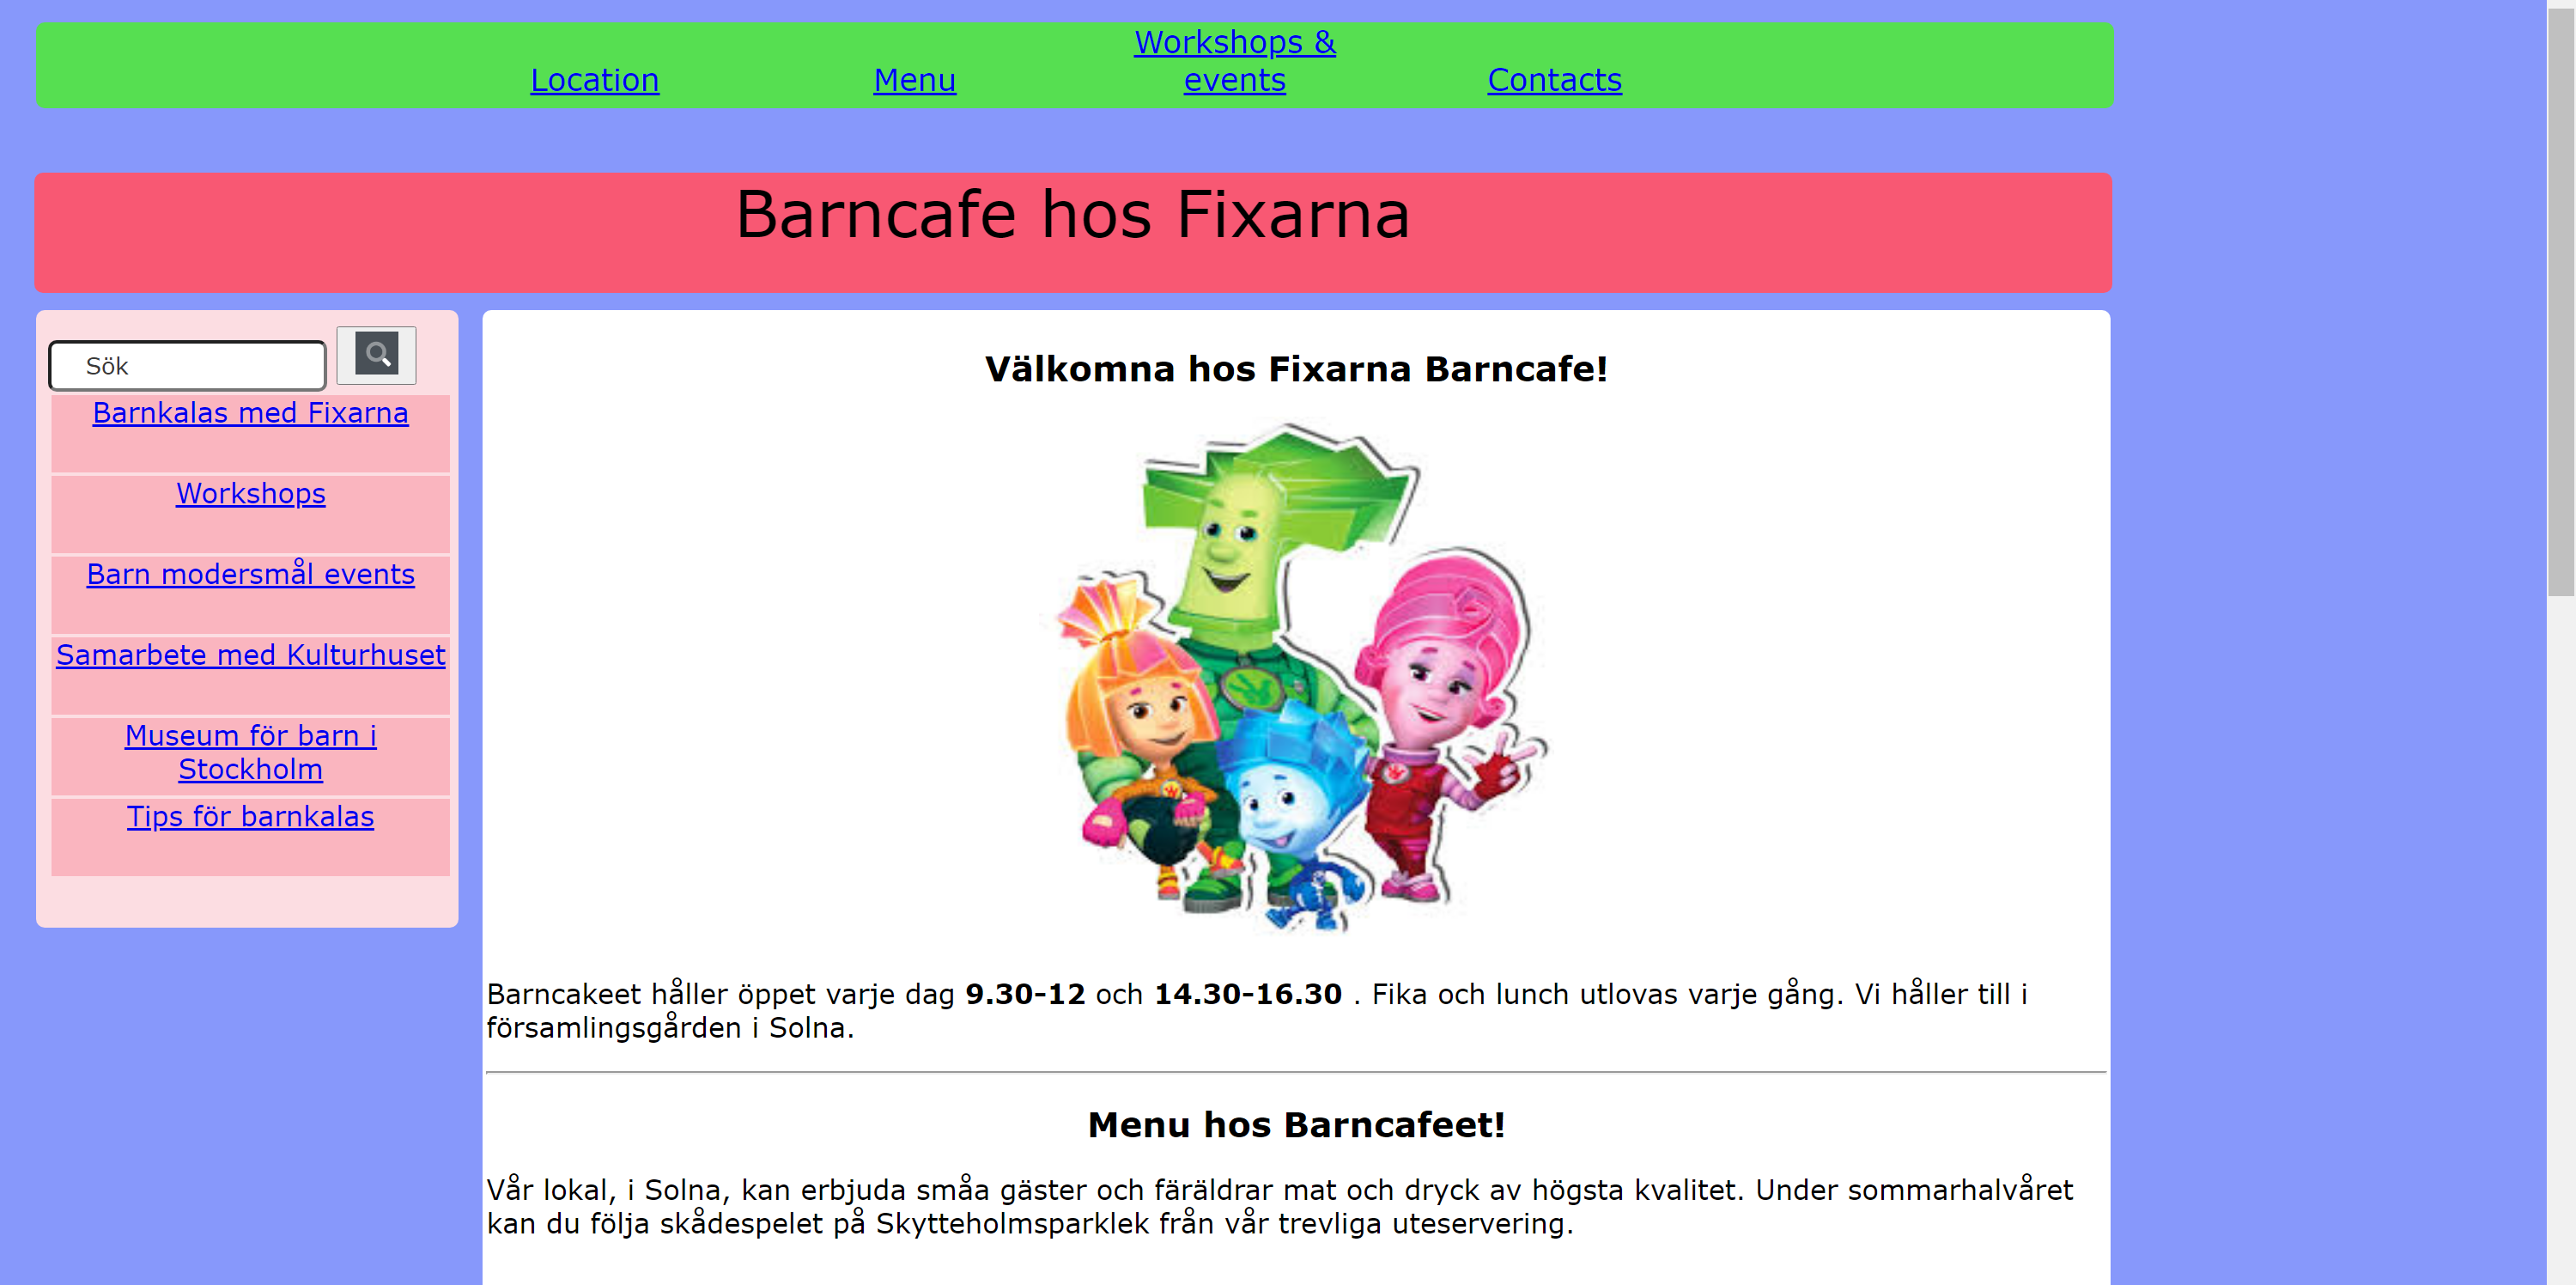 Workshops &
Location Menu events Contacts
Barncafe hos Fixarna
Sök
Barnkalas med Fixarna
Workshops
Barn modersmål events
Samarbete med Kulturhuset
Museum för barn i
Stockholm
Tips för barnkalas
Välkomna hos Fixarna Barncafe!
Barncakeet håller öppet varje dag 9.30-12 och 14.30-16.30 . Fika och lunch utlovas varje gång. Vi håller till i
församlingsgården i Solna.
Menu hos Barncafeet!
Vår lokal, i Solna, kan erbjuda småa gäster och färäldrar mat och dryck av högsta kvalitet. Under sommarhalvåret
kan du följa skådespelet på Skytteholmsparklek från vår trevliga uteservering.